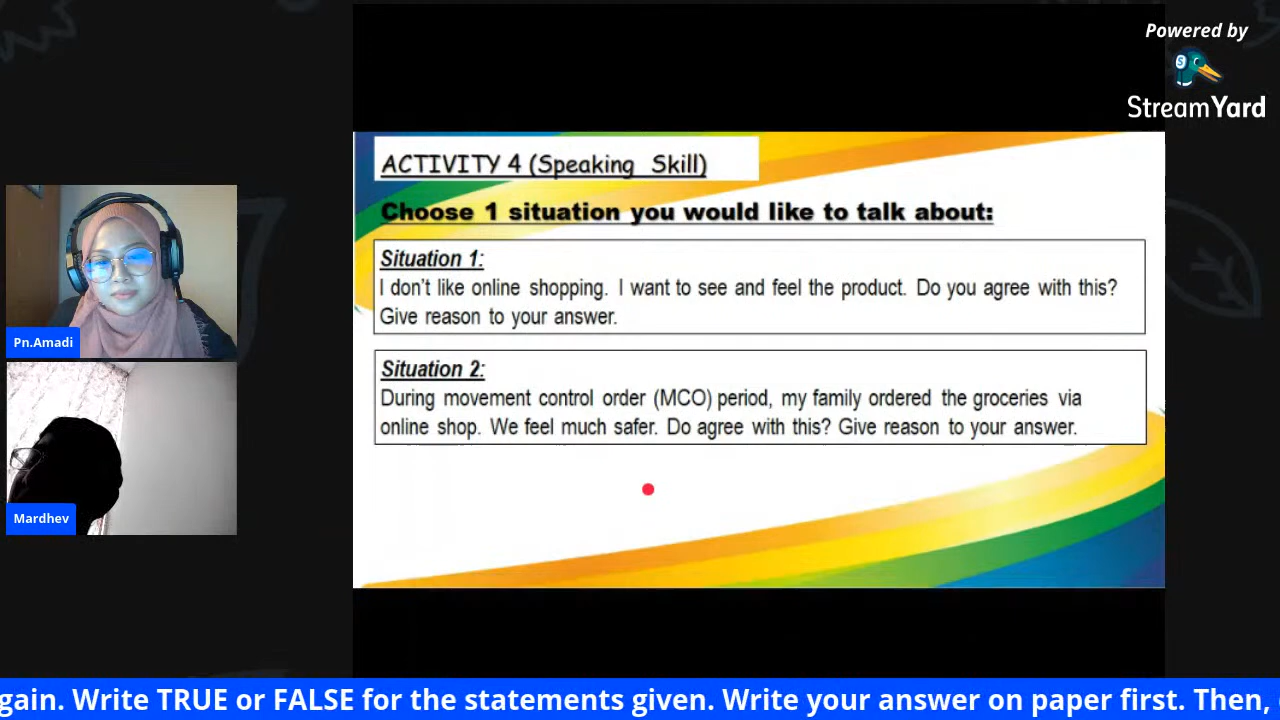 Powered by
StreamYard
ACTIVITY 4 (Speaking Skill)
Choose 1 situation you would like to talk about:
Situation 1:
I don't like online shopping. I want to see and feel the product. Do you agree with this?
Give reason to your answer.
Situation 2:
During movement control order (MCO) period, my family ordered the groceries via
online shop. We feel much safer. Do agree with this? Give reason to your answer.
Pn.Amadi
Mardhev
gain. Write TRUE or FALSE for the statements given. Write your answer on paper first. Then,